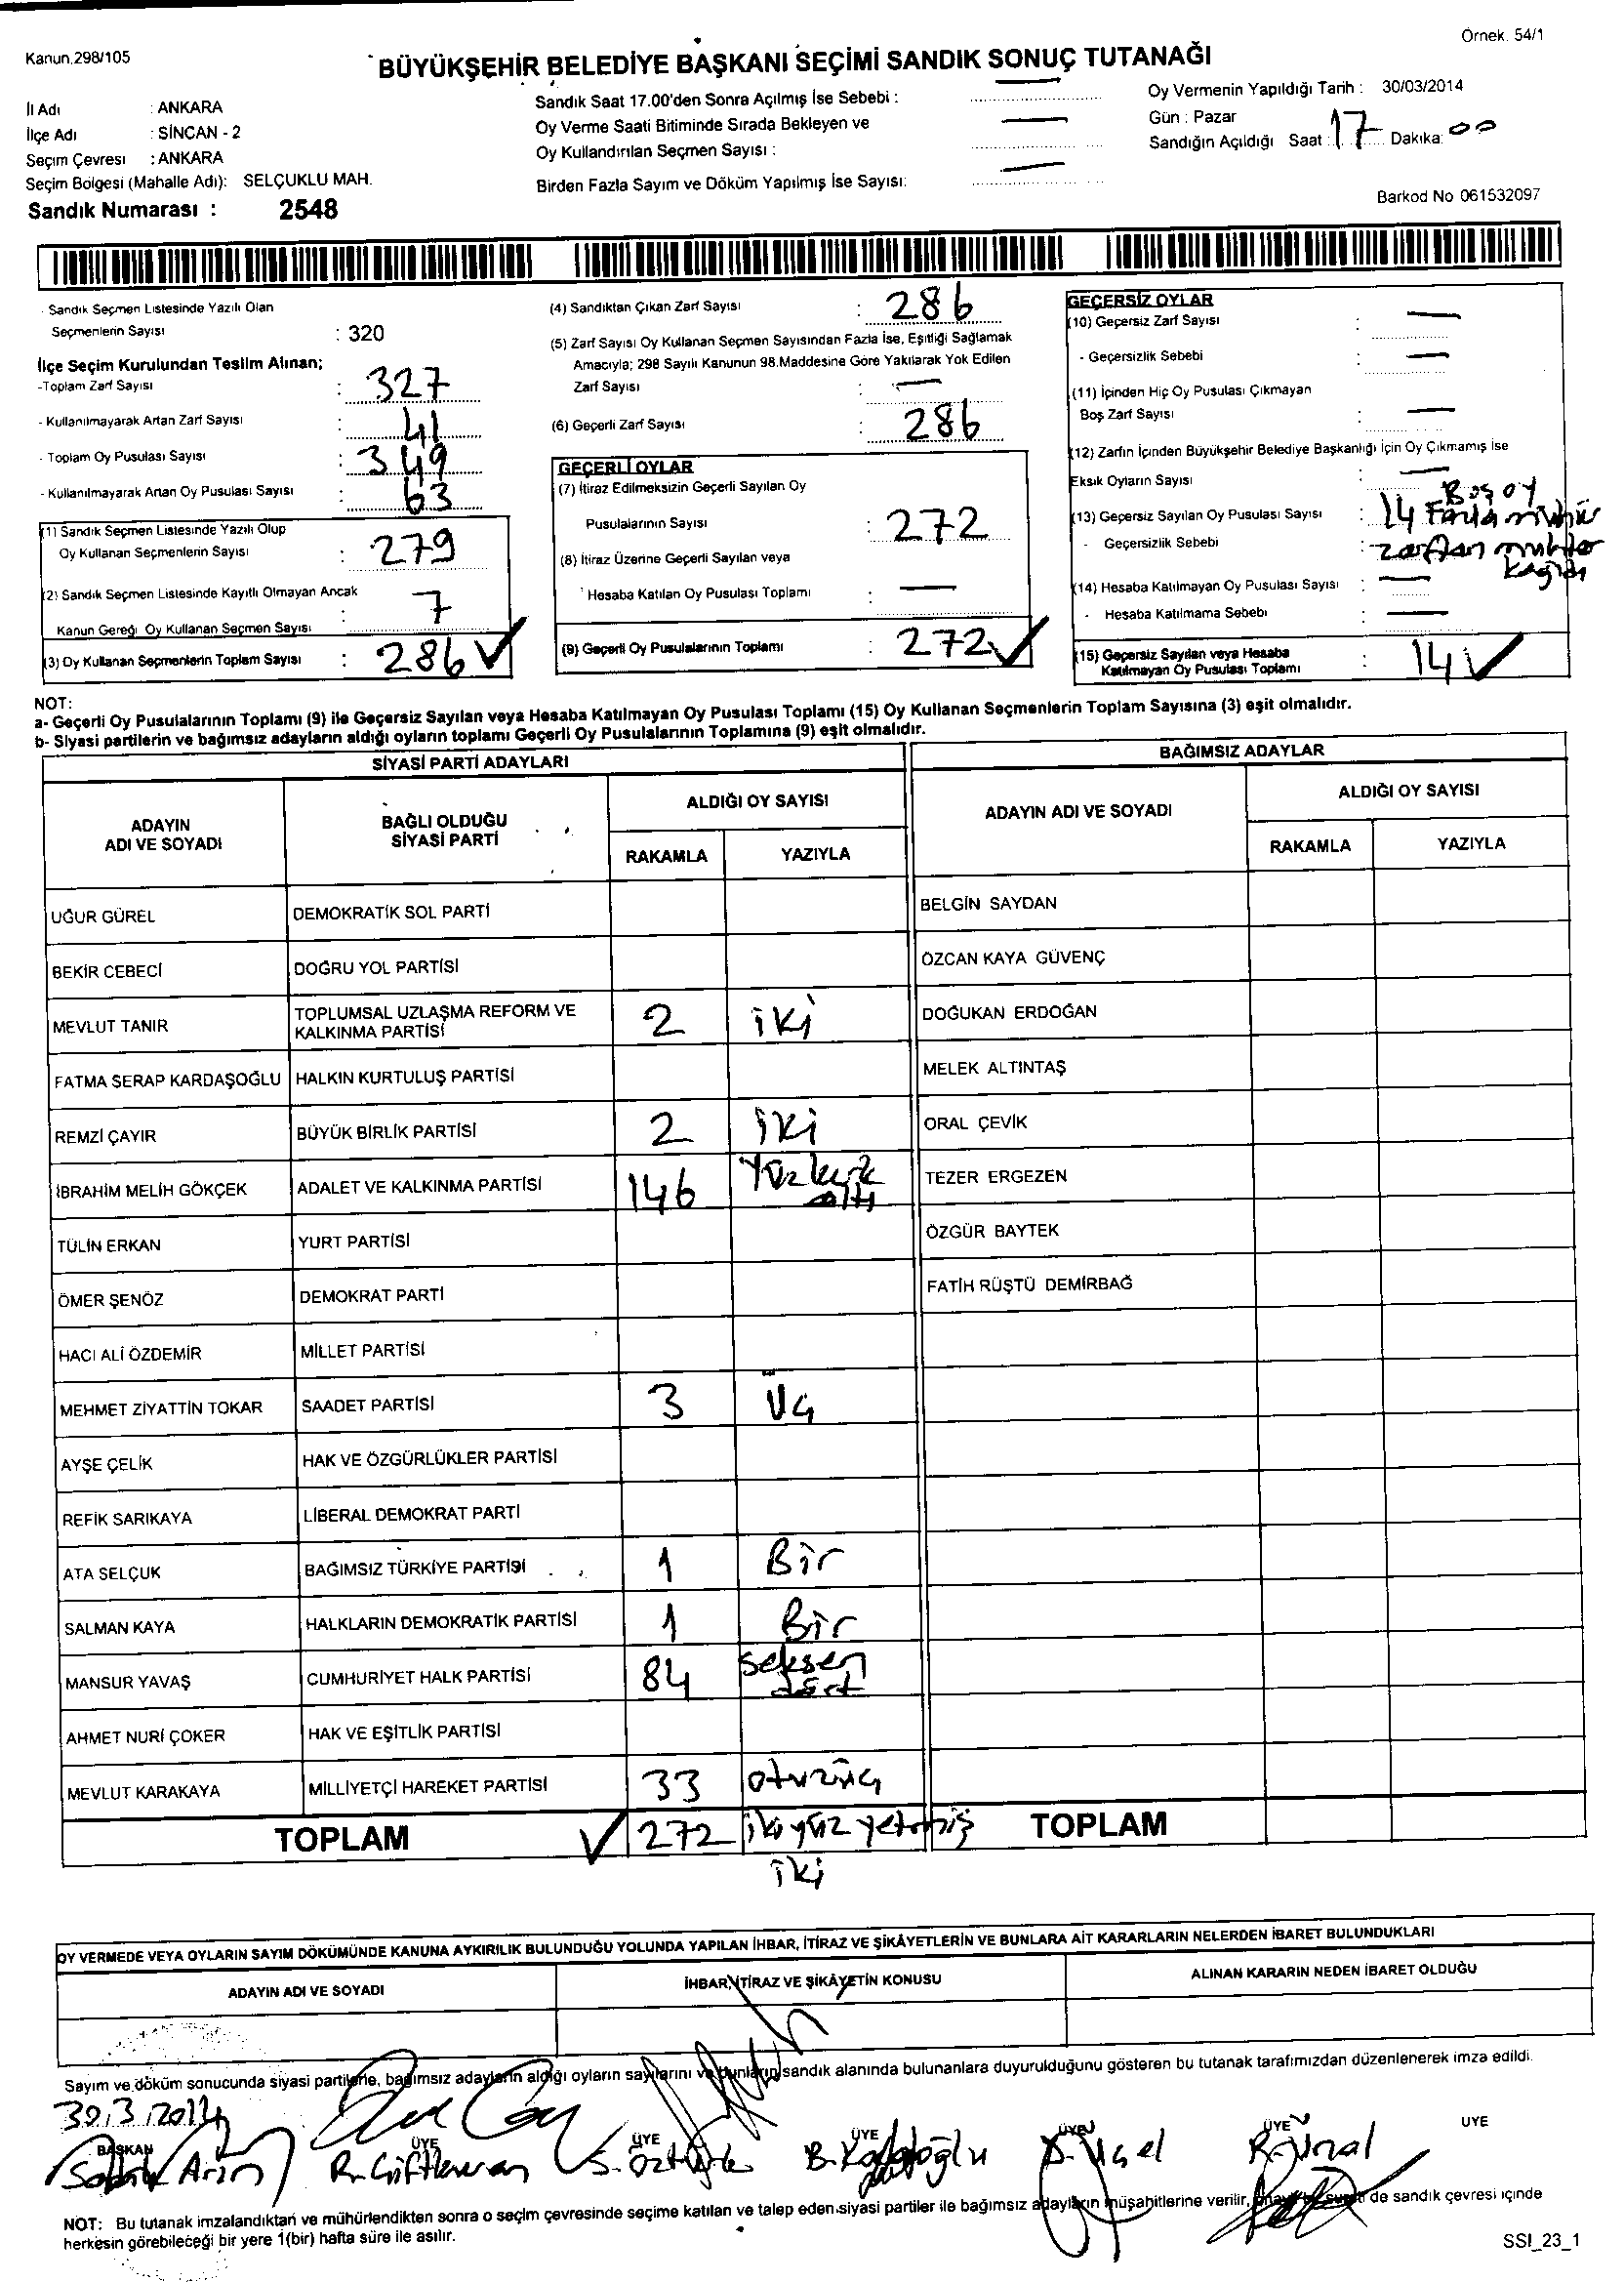 Örnek. 54/1
Kanun.298/105
BÜYÜKŞEHİR BELEDİYE BAŞKANI SEÇİMİ SANDIK SONUÇ TUTANAĞI
İl Adı : ANKARA
İlçe Adı : SİNCAN - 2
Seçim Çevresi : ANKARA
Seçim Bölgesi (Mahalle Adı): SELÇUKLU MAH.
Sandık Numarası : 2548
Sandık Saat 17.00'den Sonra Açılmış İse Sebebi : —
Oy Verme Saati Bitiminde Sırada Bekleyen ve
Oy Kullandırılan Seçmen Sayısı : —
Birden Fazla Sayım ve Döküm Yapılmış İse Sayısı: —
Oy Vermenin Yapıldığı Tarih : 30/03/2014
Gün : Pazar
Sandığın Açıldığı Saat : 17 Dakika: 00
Barkod No 061532097
- Sandık Seçmen Listesinde Yazılı Olan
Seçmenlerin Sayısı : 320
İlçe Seçim Kurulundan Teslim Alınan;
-Toplam Zarf Sayısı : 327
- Kullanılmayarak Artan Zarf Sayısı : 41
- Toplam Oy Pusulası Sayısı : 349
- Kullanılmayarak Artan Oy Pusulası Sayısı : 63
(1) Sandık Seçmen Listesinde Yazılı Olup
Oy Kullanan Seçmenlerin Sayısı : 279
(2) Sandık Seçmen Listesinde Kayıtlı Olmayan Ancak
Kanun Gereği Oy Kullanan Seçmen Sayısı : 7
(3) Oy Kullanan Seçmenlerin Toplam Sayısı : 286 ✓
(4) Sandıktan Çıkan Zarf Sayısı : 286
(5) Zarf Sayısı Oy Kullanan Seçmen Sayısından Fazla İse, Eşitliği Sağlamak
Amacıyla; 298 Sayılı Kanunun 98.Maddesine Göre Yakılarak Yok Edilen
Zarf Sayısı : —
(6) Geçerli Zarf Sayısı : 286
GEÇERLİ OYLAR
(7) İtiraz Edilmeksizin Geçerli Sayılan Oy
Pusulalarının Sayısı : 272
(8) İtiraz Üzerine Geçerli Sayılan veya
Hesaba Katılan Oy Pusulası Toplamı : —
(9) Geçerli Oy Pusulalarının Toplamı : 272 ✓
GEÇERSİZ OYLAR
(10) Geçersiz Zarf Sayısı : —
- Geçersizlik Sebebi : —
(11) İçinden Hiç Oy Pusulası Çıkmayan
Boş Zarf Sayısı : —
(12) Zarfın İçinden Büyükşehir Belediye Başkanlığı İçin Oy Çıkmamış İse
Eksik Oyların Sayısı : —
Boş oy
(13) Geçersiz Sayılan Oy Pusulası Sayısı : 14 Fazla mühür
- Geçersizlik Sebebi : zarftan muhtar
kağıdı
(14) Hesaba Katılmayan Oy Pusulası Sayısı : —
- Hesaba Katılmama Sebebi : —
(15) Geçersiz Sayılan veya Hesaba
Katılmayan Oy Pusulası Toplamı : 14 ✓
NOT:
a- Geçerli Oy Pusulalarının Toplamı (9) ile Geçersiz Sayılan veya Hesaba Katılmayan Oy Pusulası Toplamı (15) Oy Kullanan Seçmenlerin Toplam Sayısına (3) eşit olmalıdır.
b- Siyasi partilerin ve bağımsız adayların aldığı oyların toplamı Geçerli Oy Pusulalarının Toplamına (9) eşit olmalıdır.
SİYASİ PARTİ ADAYLARI
ADAYIN ADI VE SOYADI BAĞLI OLDUĞU SİYASİ PARTİ ALDIĞI OY SAYISI
RAKAMLA YAZIYLA
UĞUR GÜREL DEMOKRATİK SOL PARTİ
BEKİR CEBECİ DOĞRU YOL PARTİSİ
MEVLUT TANIR TOPLUMSAL UZLAŞMA REFORM VE KALKINMA PARTİSİ 2 iki
FATMA SERAP KARDAŞOĞLU HALKIN KURTULUŞ PARTİSİ
REMZİ ÇAYIR BÜYÜK BİRLİK PARTİSİ 2 iki
İBRAHİM MELİH GÖKÇEK ADALET VE KALKINMA PARTİSİ 146 Yüzkırk altı
TÜLİN ERKAN YURT PARTİSİ
ÖMER ŞENÖZ DEMOKRAT PARTİ
HACI ALİ ÖZDEMİR MİLLET PARTİSİ
MEHMET ZİYATTİN TOKAR SAADET PARTİSİ 3 Üç
AYŞE ÇELİK HAK VE ÖZGÜRLÜKLER PARTİSİ
REFİK SARIKAYA LİBERAL DEMOKRAT PARTİ
ATA SELÇUK BAĞIMSIZ TÜRKİYE PARTİSİ 1 Bir
SALMAN KAYA HALKLARIN DEMOKRATİK PARTİSİ 1 Bir
MANSUR YAVAŞ CUMHURİYET HALK PARTİSİ 84 Seksen dört
AHMET NURİ ÇOKER HAK VE EŞİTLİK PARTİSİ
MEVLUT KARAKAYA MİLLİYETÇİ HAREKET PARTİSİ 33 otuzüç
TOPLAM ✓ 272 ikiyüz yetmiş
iki
BAĞIMSIZ ADAYLAR
ADAYIN ADI VE SOYADI ALDIĞI OY SAYISI
RAKAMLA YAZIYLA
BELGİN SAYDAN
ÖZCAN KAYA GÜVENÇ
DOĞUKAN ERDOĞAN
MELEK ALTINTAŞ
ORAL ÇEVİK
TEZER ERGEZEN
ÖZGÜR BAYTEK
FATİH RÜŞTÜ DEMİRBAĞ
TOPLAM
OY VERMEDE VEYA OYLARIN SAYIM DÖKÜMÜNDE KANUNA AYKIRILIK BULUNDUĞU YOLUNDA YAPILAN İHBAR, İTİRAZ VE ŞİKÂYETLERİN VE BUNLARA AİT KARARLARIN NELERDEN İBARET BULUNDUKLARI
ADAYIN ADI VE SOYADI İHBAR, İTİRAZ VE ŞİKÂYETİN KONUSU ALINAN KARARIN NEDEN İBARET OLDUĞU
Sayım ve döküm sonucunda siyasi partilerle, bağımsız adayların aldığı oyların sayılarını ve bunların sandık alanında bulunanlara duyurulduğunu gösteren bu tutanak tarafımızdan düzenlenerek imza edildi.
30.3.2014
BAŞKAN ÜYE ÜYE ÜYE ÜYE ÜYE ÜYE
S. Öztürk R. Ünal
NOT: Bu tutanak imzalandıktan ve mühürlendikten sonra o seçim çevresinde seçime katılan ve talep eden siyasi partiler ile bağımsız adayların müşahitlerine verilir, de sandık çevresi içinde
herkesin görebileceği bir yere 1(bir) hafta süre ile asılır.
SSI_23_1